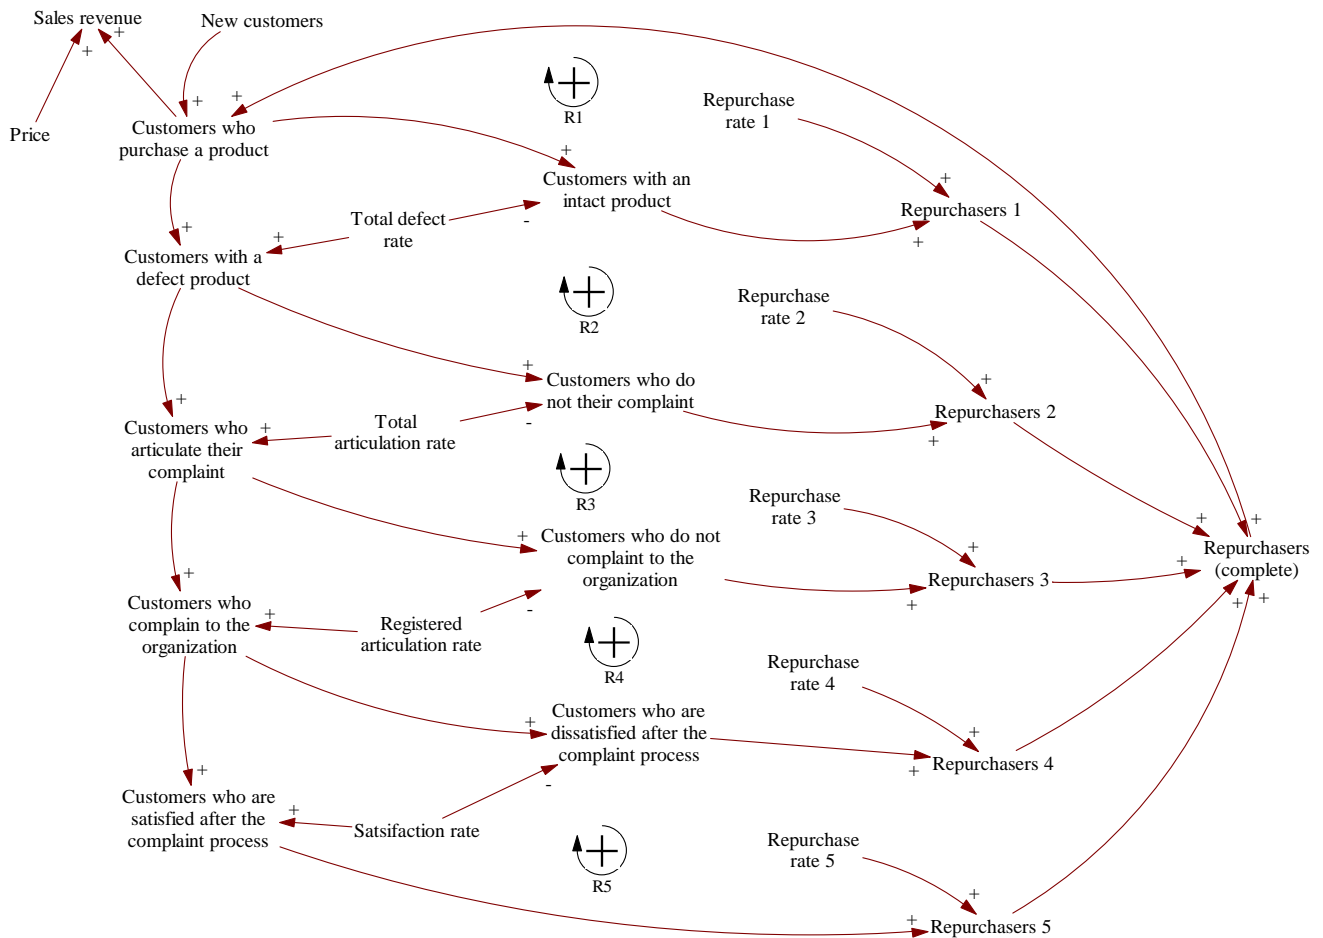 Sales revenue
New customers
+
+
Price
+
+
Customers who
purchase a product
R1
Repurchase
rate 1
+
Customers with an
intact product
+
Repurchasers 1
+
Total defect
rate
-
+
+
Customers with a
defect product
R2
Repurchase
rate 2
+
+
Customers who do
not their complaint
-
Repurchasers 2
+
+
Customers who
articulate their
complaint
+
Total
articulation rate
R3
Repurchase
rate 3
+
+
Customers who do not
complaint to the
organization
-
Repurchasers 3
+
+
+
+
Repurchasers
(complete)
+
+
+
Customers who
complain to the
organization
+
Registered
articulation rate
R4
Repurchase
rate 4
+
+
Customers who are
dissatisfied after the
complaint process
-
Repurchasers 4
+
+
Customers who are
satisfied after the
complaint process
+
Satsifaction rate
R5
Repurchase
rate 5
+
+
Repurchasers 5